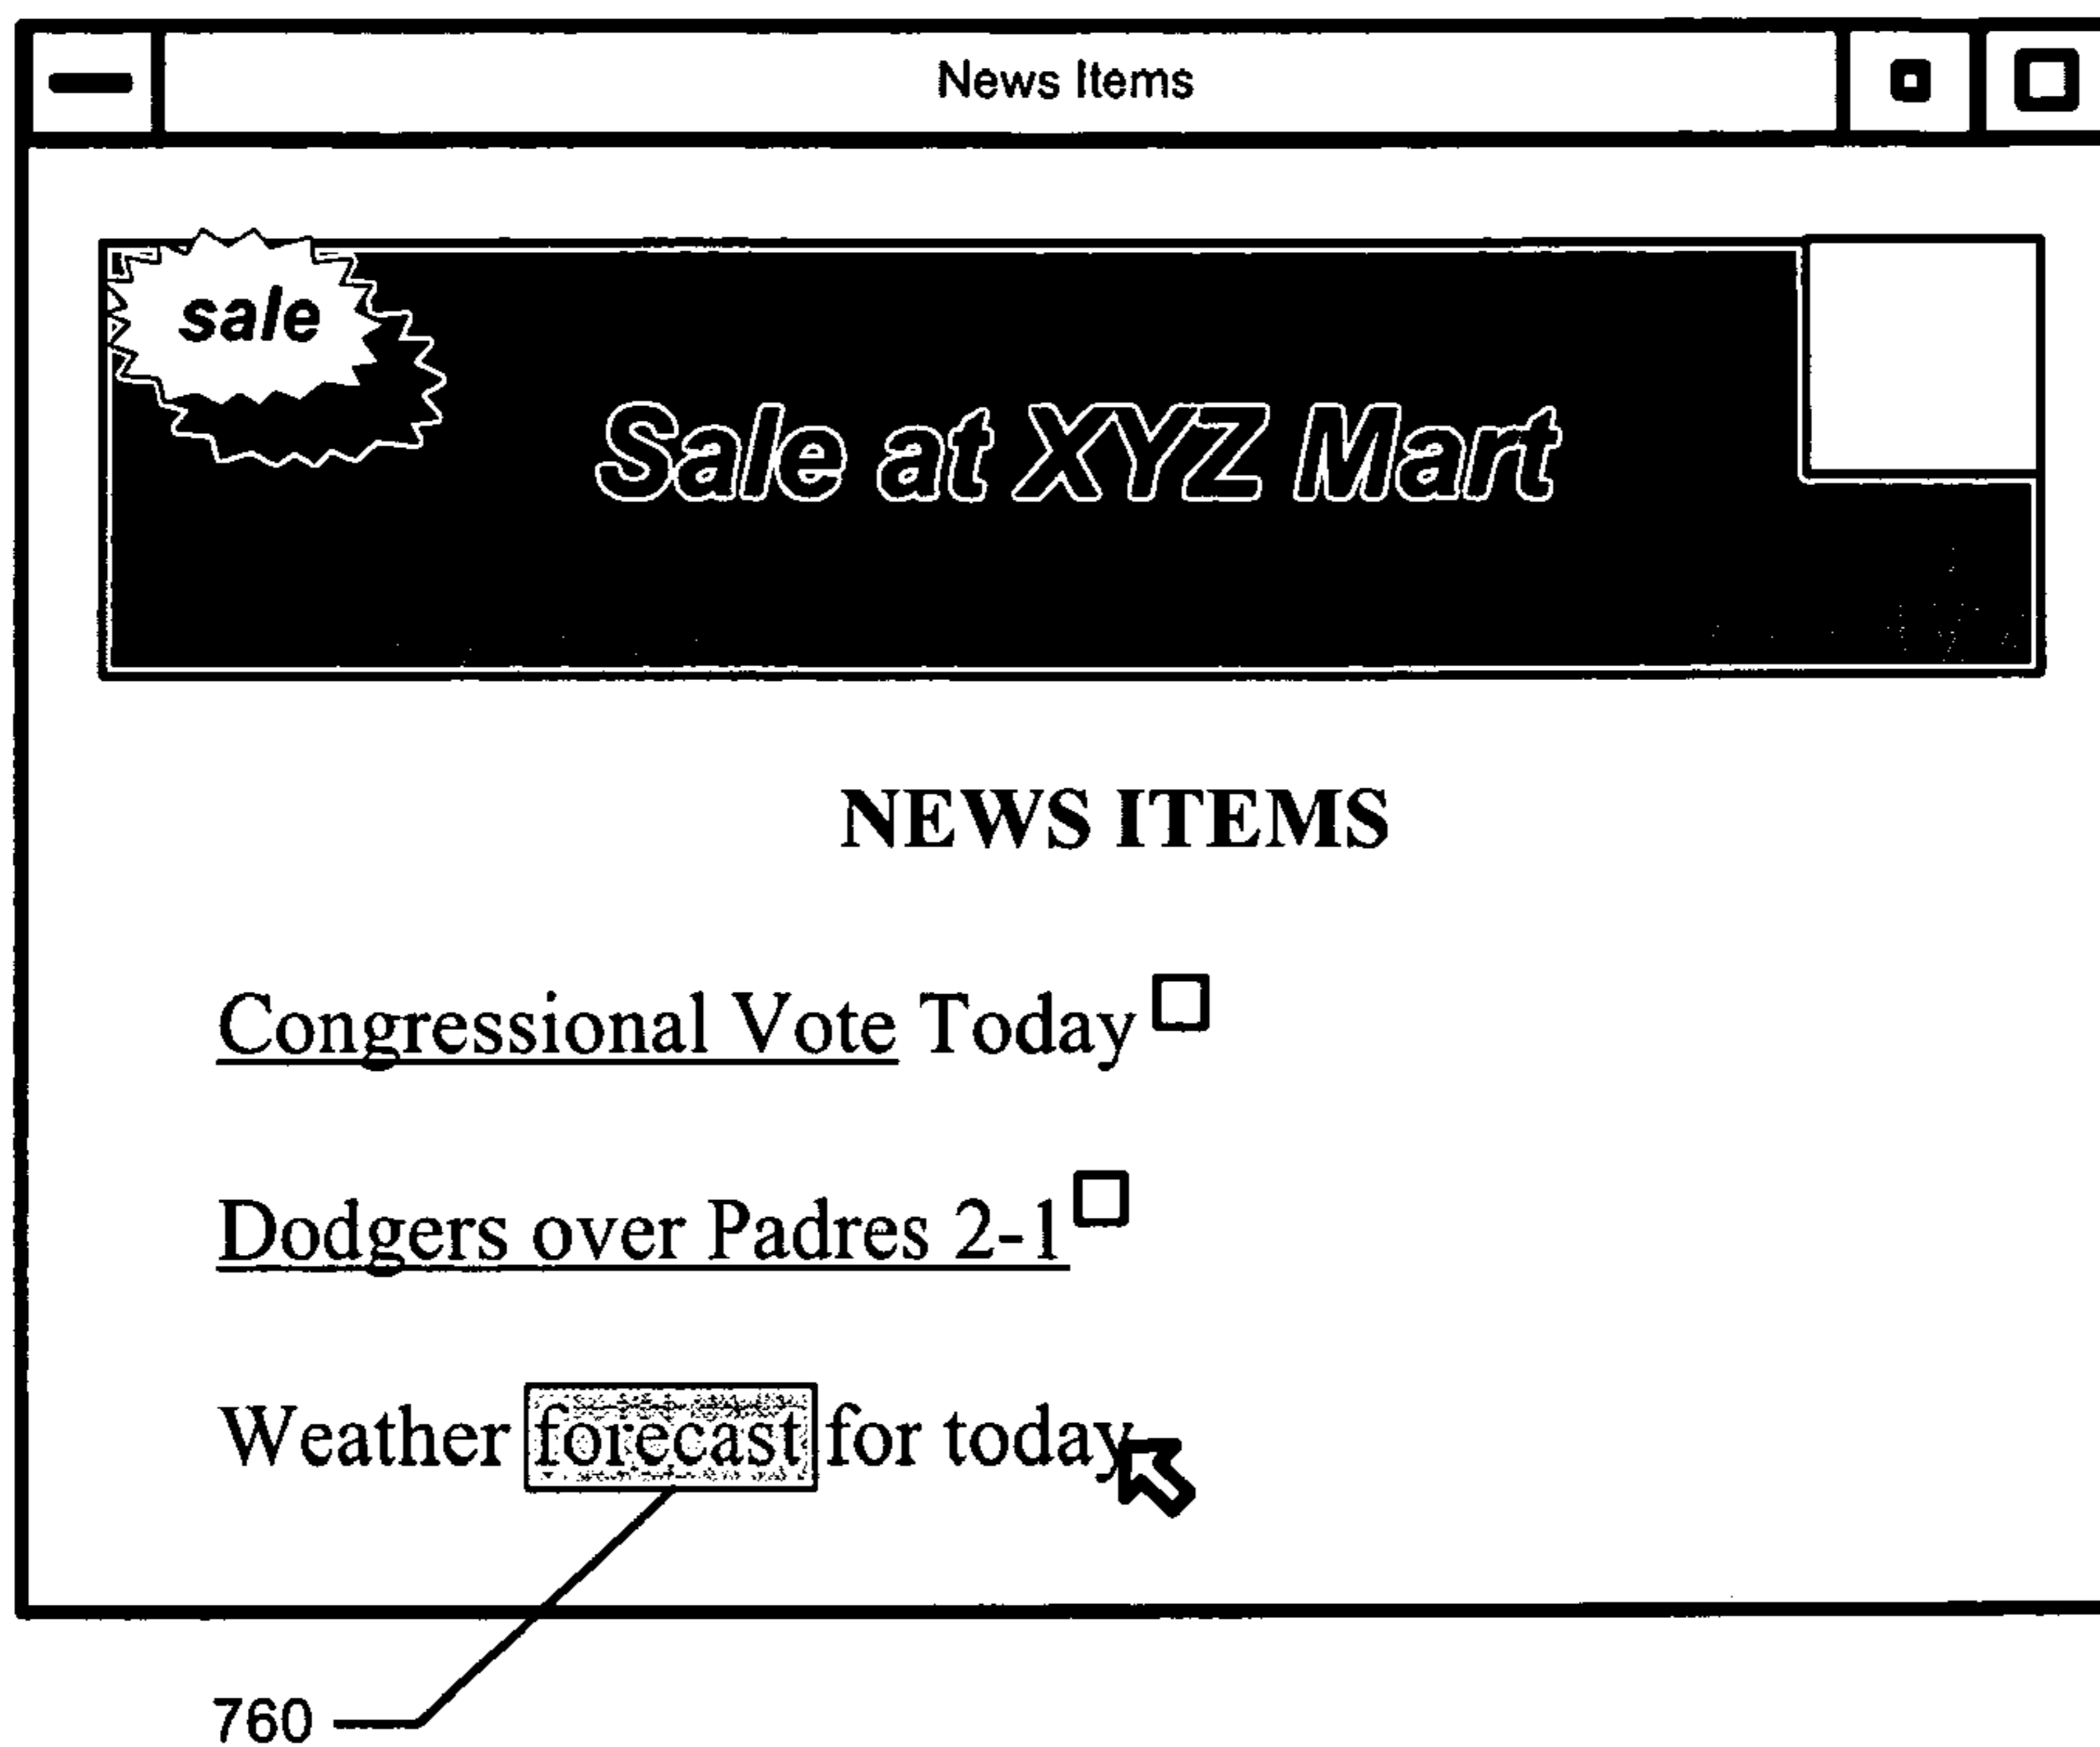 News Items
sale
Sale at XYZ Mart
NEWS ITEMS
Congressional Vote Today
Dodgers over Padres 2-1
Weather forecast for today
760